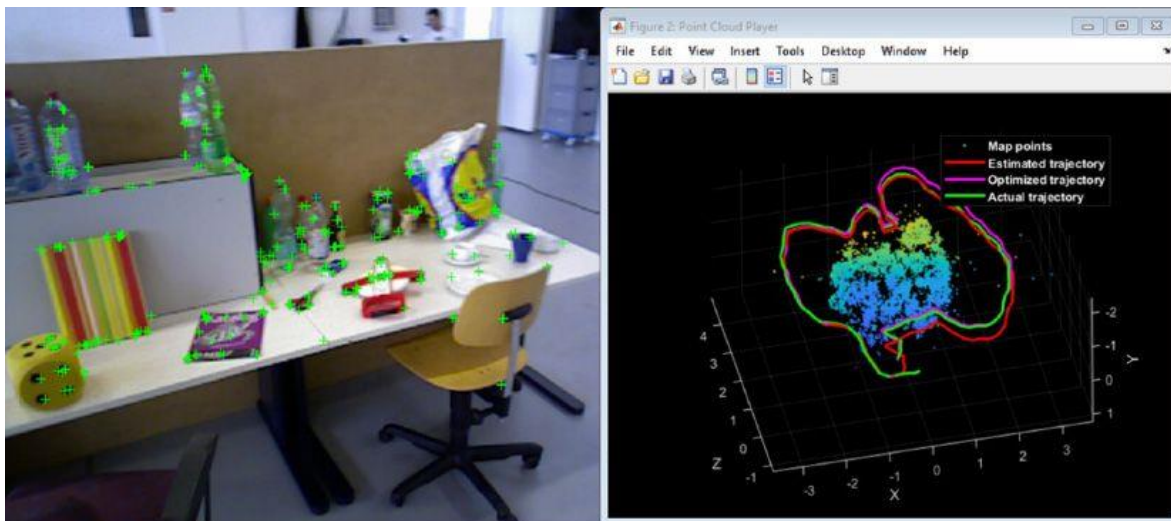 Figure 2: Point Cloud Player
File Edit View Insert Tools Desktop Window Help
Map points
Estimated trajectory
Optimized trajectory
Actual trajectory
4
3
2
1
0
-1
Z
-3
-2
-1
0
1
2
3
X
-2
-1
0
1
Y